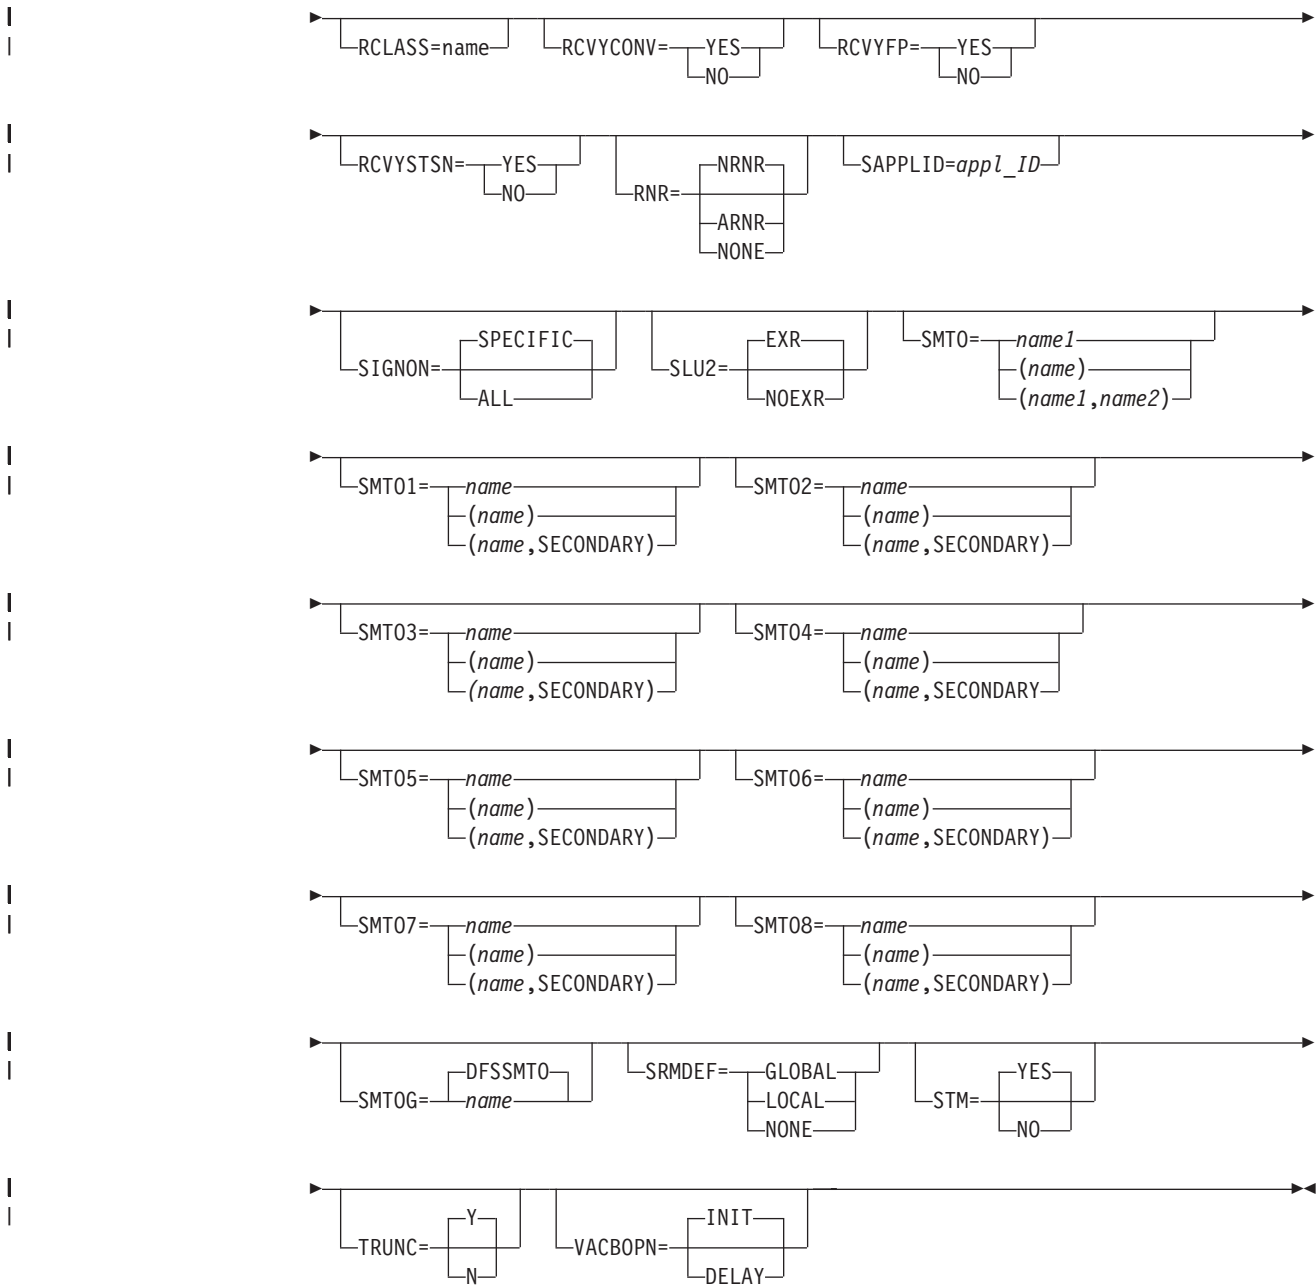 RCLASS=name RCVYCONV= YES RCVYFP= YES
NO NO
NRNR
RCVYSTSN= YES RNR= SAPPLID=appl_ID
NO ARNR
NONE
SPECIFIC EXR SMTO= name1
SIGNON= SLU2= (name)
ALL NOEXR (name1,name2)
SMTO1= name SMTO2= name
(name) (name)
(name,SECONDARY) (name,SECONDARY)
SMTO3= name SMTO4= name
(name) (name)
(name,SECONDARY) (name,SECONDARY
SMTO5= name SMTO6= name
(name) (name)
(name,SECONDARY) (name,SECONDARY)
SMTO7= name SMTO8= name
(name) (name)
(name,SECONDARY) (name,SECONDARY)
DFSSMTO SRMDEF= GLOBAL YES
SMTOG= name LOCAL STM=
NONE NO
Y INIT
TRUNC= VACBOPN=
N DELAY